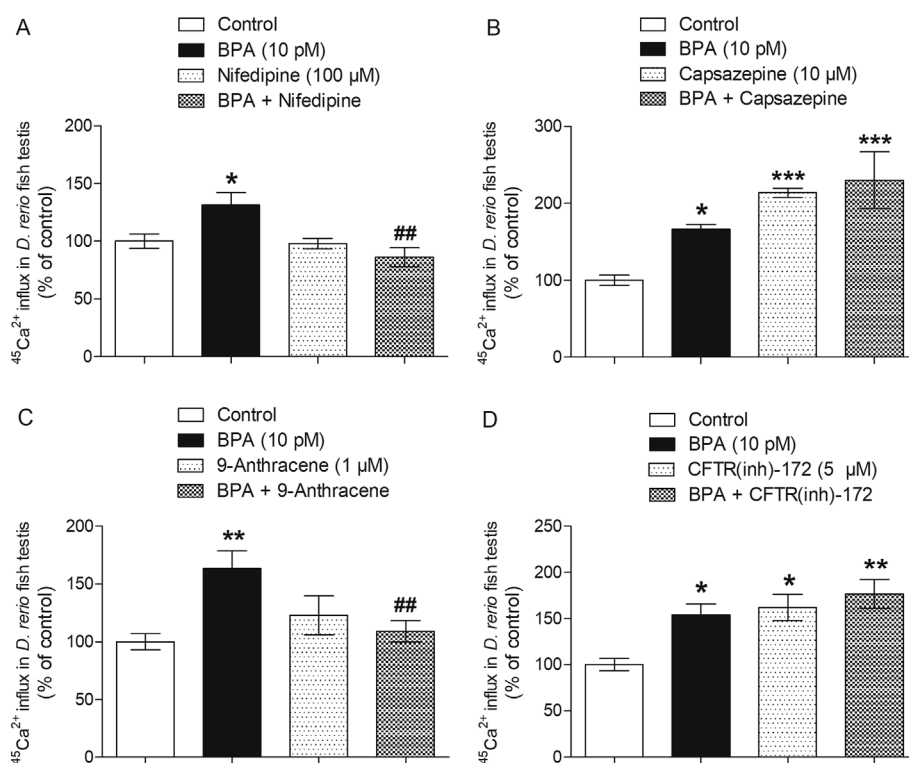 A
Control
BPA (10 pM)
Nifedipine (100 μM)
BPA + Nifedipine
200
150
100
50
0
*
##
⁴⁵Ca²⁺ influx in D. rerio fish testis
(% of control)
B
Control
BPA (10 pM)
Capsazepine (10 μM)
BPA + Capsazepine
300
200
100
0
*
***
***
⁴⁵Ca²⁺ influx in D. rerio fish testis
(% of control)
C
Control
BPA (10 pM)
9-Anthracene (1 μM)
BPA + 9-Anthracene
200
150
100
50
0
**
##
⁴⁵Ca²⁺ influx in D. rerio fish testis
(% of control)
D
Control
BPA (10 pM)
CFTR(inh)-172 (5 μM)
BPA + CFTR(inh)-172
250
200
150
100
50
0
*
*
**
⁴⁵Ca²⁺ influx in D. rerio fish testis
(% of control)